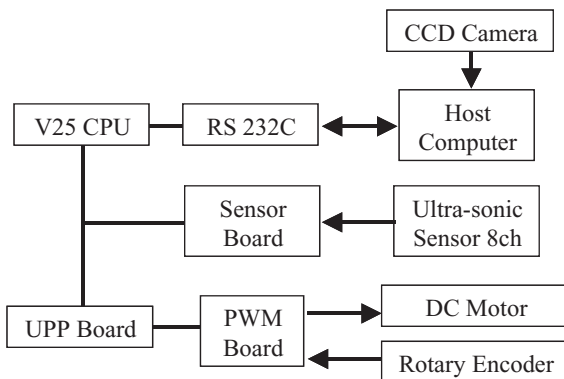 CCD Camera
V25 CPU
RS 232C
Host
Computer
Sensor
Board
Ultra-sonic
Sensor 8ch
UPP Board
PWM
Board
DC Motor
Rotary Encoder